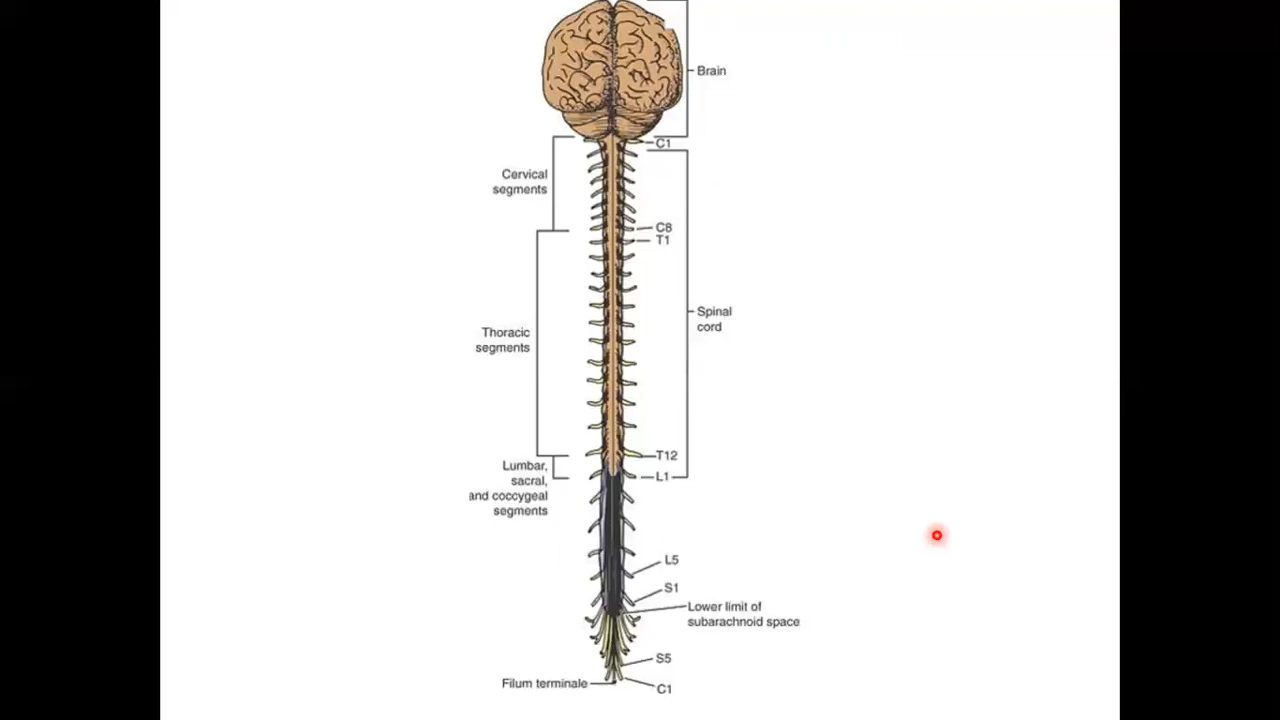 Brain
C1
Cervical
segments
C8
T1
Spinal
cord
Thoracic
segments
T12
Lumbar,
sacral,
and coccygeal
segments
L1
L5
S1
Lower limit of
subarachnoid space
S5
Filum terminale
C1